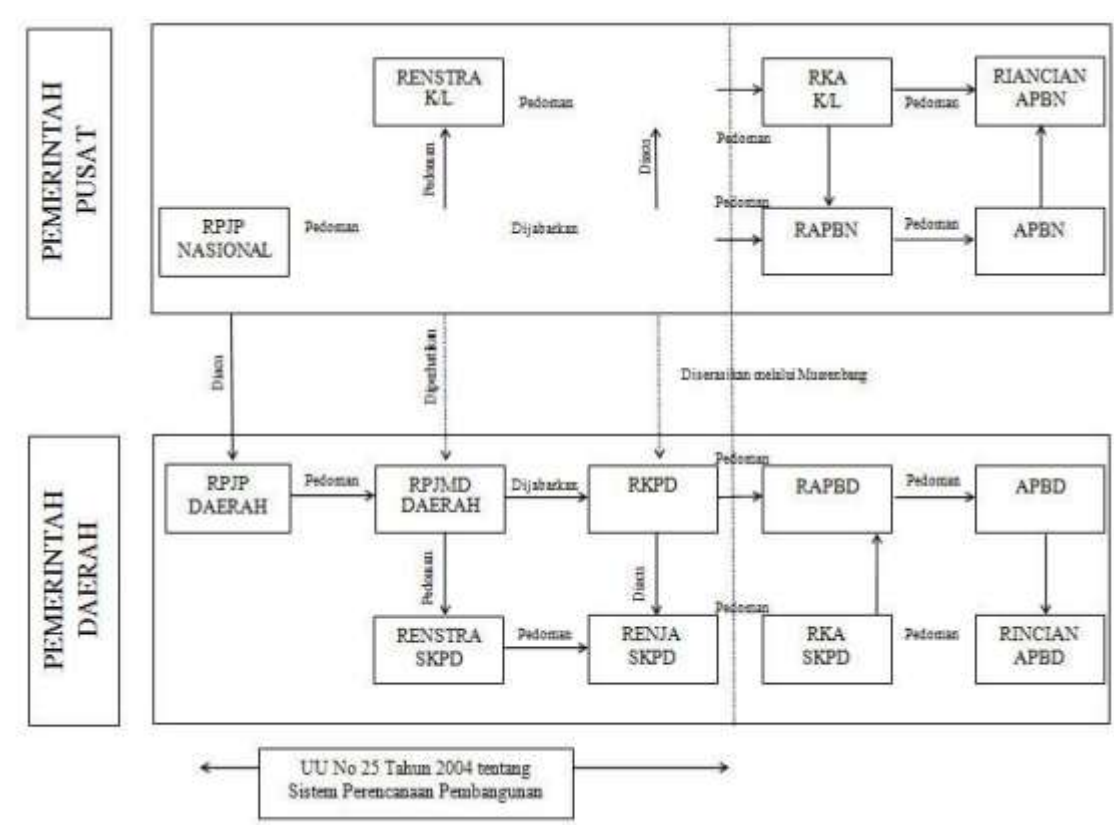 PEMERINTAH
PUSAT
RENSTRA
K/L
Pedoman
RKA
K/L
Pedoman
RIANCIAN
APBN
Pedoman
Pedoman
Diacu
Pedoman
RPJP
NASIONAL
Pedoman
Dijabarkan
RAPBN
Pedoman
APBN
Diacu
Diperhatikan
Diserasikan melalui Musrenbang
PEMERINTAH
DAERAH
RPJP
DAERAH
Pedoman
RPJMD
DAERAH
Dijabarkan
RKPD
Pedoman
RAPBD
Pedoman
APBD
Pedoman
Diacu
RENSTRA
SKPD
Pedoman
RENJA
SKPD
Pedoman
RKA
SKPD
Pedoman
RINCIAN
APBD
UU No 25 Tahun 2004 tentang
Sistem Perencanaan Pembangunan